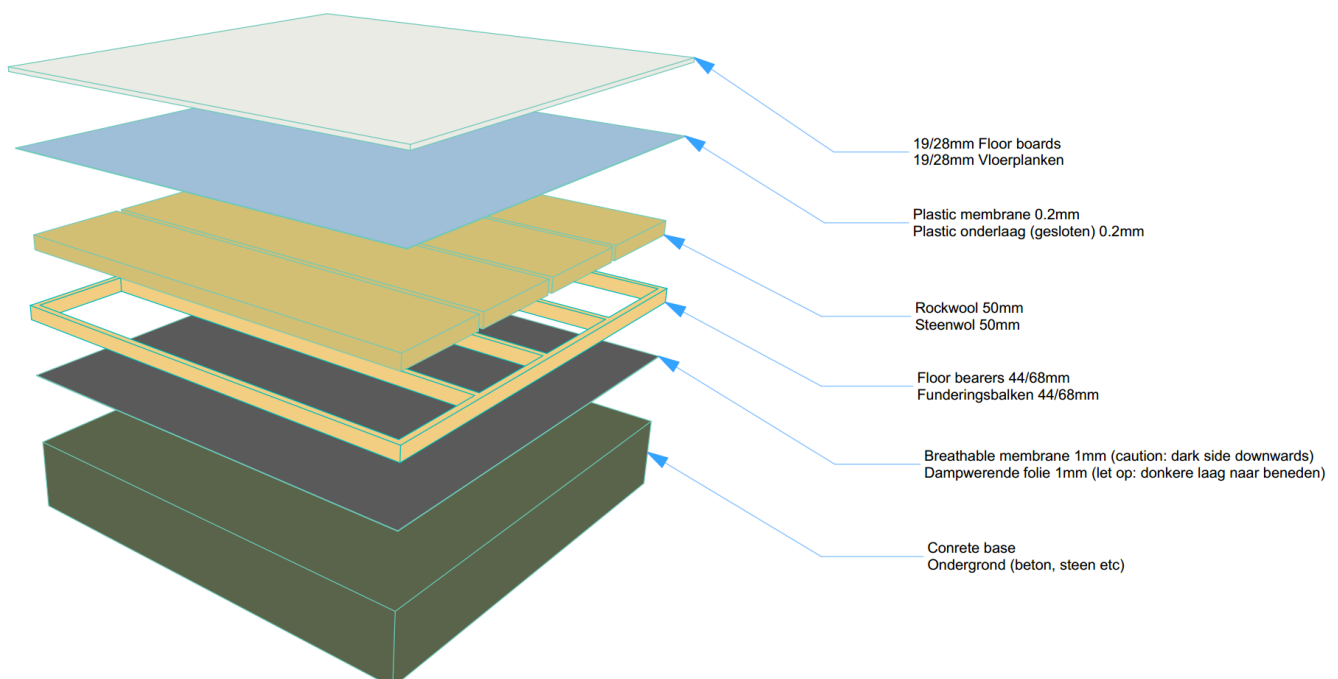 19/28mm Floor boards
19/28mm Vloerplanken
Plastic membrane 0.2mm
Plastic onderlaag (gesloten) 0.2mm
Rockwool 50mm
Steenwol 50mm
Floor bearers 44/68mm
Funderingsbalken 44/68mm
Breathable membrane 1mm (caution: dark side downwards)
Dampwerende folie 1mm (let op: donkere laag naar beneden)
Conrete base
Ondergrond (beton, steen etc)